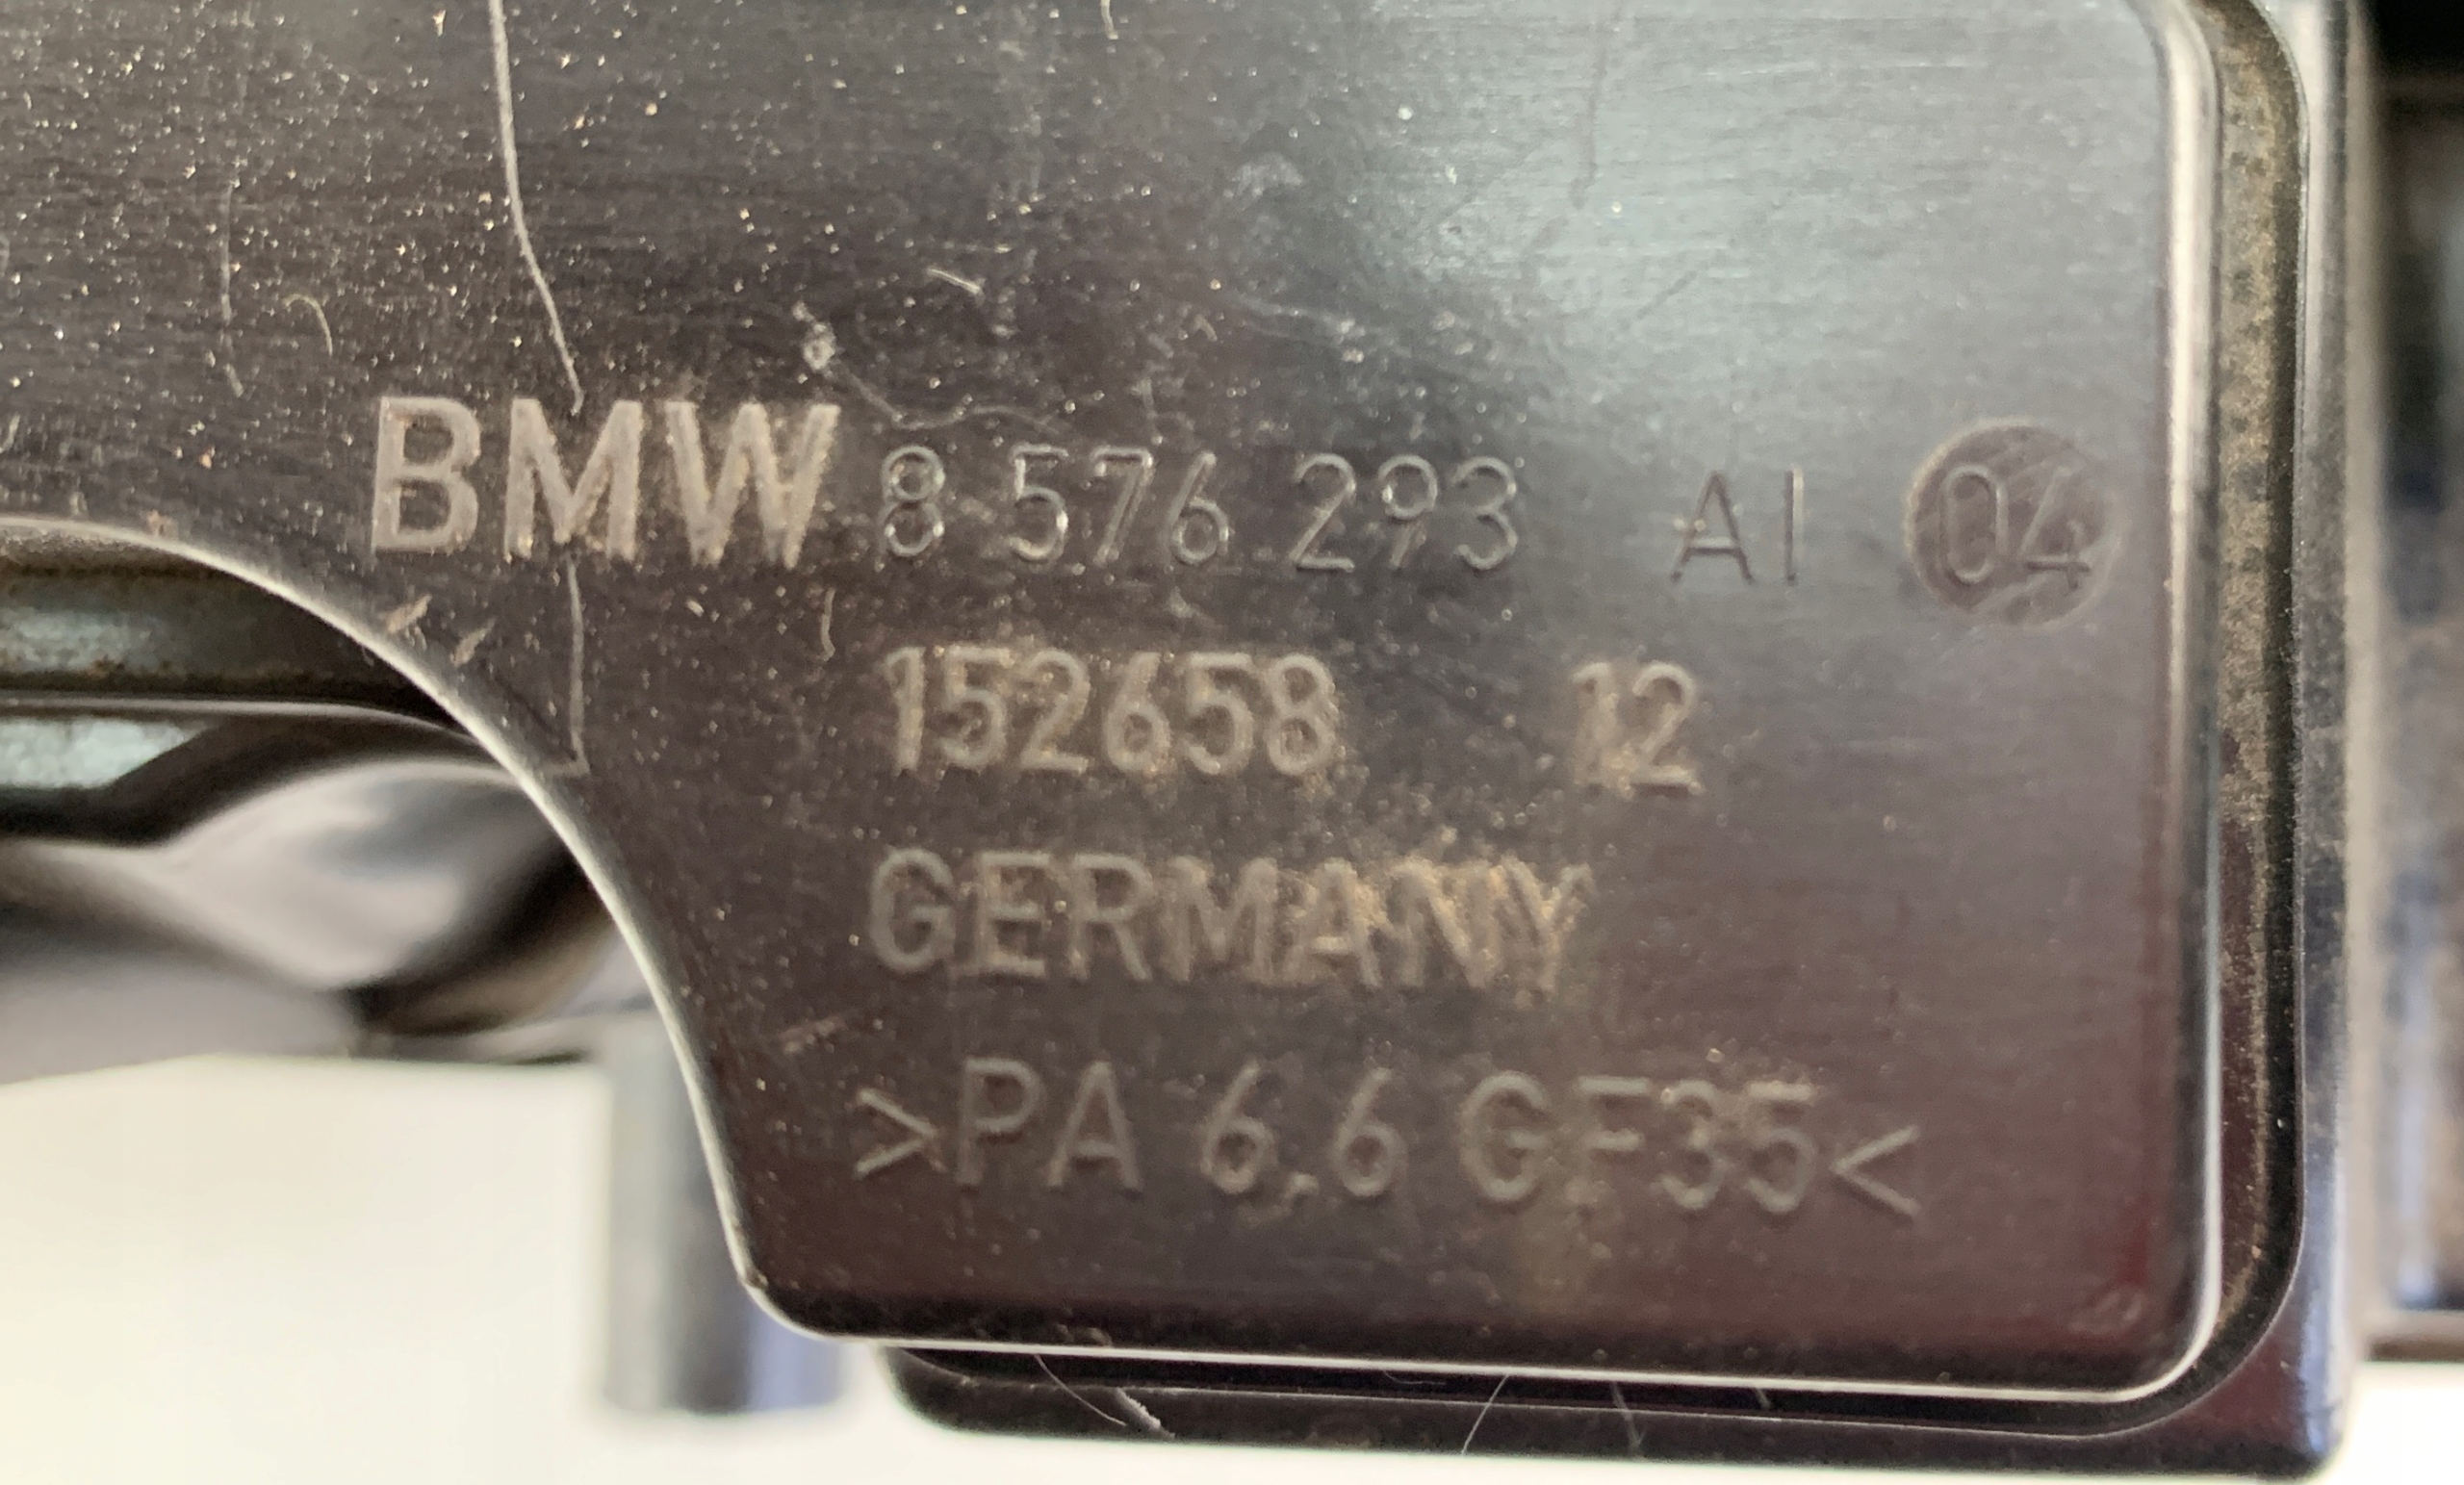 BMW 8 576 293 AI 04
152658 12
GERMANY
>PA 6.6 GF35<